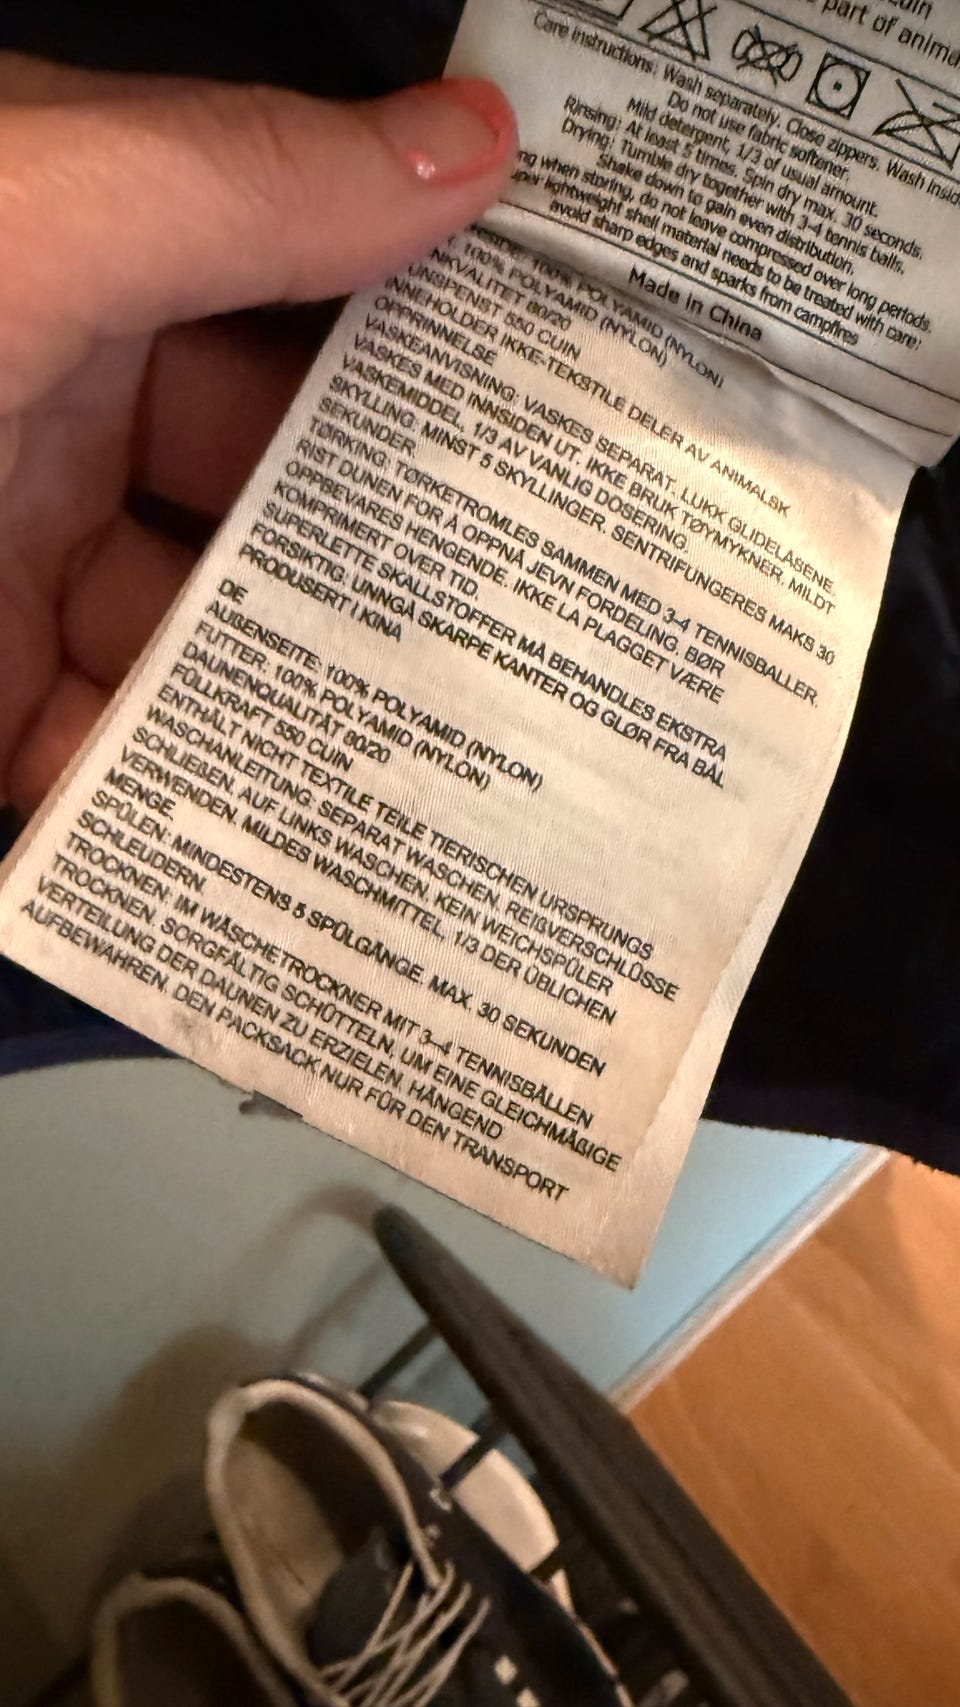 part of anima
Care instructions: Wash separately. Close zippers. Wash insid
Do not use fabric softener.
Mild detergent, 1/3 of usual amount.
Rinsing: At least 5 times. Spin dry max. 30 seconds.
Drying: Tumble dry together with 3-4 tennis balls.
Shake down to gain even distribution.
ng when storing, do not leave compressed over long periods.
uper lightweight shell material needs to be treated with care;
avoid sharp edges and sparks from campfires
Made in China
100% POLYAMID (NYLON)
100% POLYAMID (NYLON)
NKVALITET 80/20
UNSPENST 550 CUIN
INNEHOLDER IKKE-TEKSTILE DELER AV ANIMALSK
OPPRINNELSE
VASKEANVISNING: VASKES SEPARAT. LUKK GLIDELÅSENE.
VASKES MED INNSIDEN UT. IKKE BRUK TØYMYKNER. MILDT
VASKEMIDDEL, 1/3 AV VANLIG DOSERING.
SKYLLING: MINST 5 SKYLLINGER. SENTRIFUNGERES MAKS 30
SEKUNDER
TØRKING: TØRKETROMLES SAMMEN MED 3-4 TENNISBALLER.
RIST DUNEN FOR Å OPPNÅ JEVN FORDELING. BØR
OPPBEVARES HENGENDE. IKKE LA PLAGGET VÆRE
KOMPRIMERT OVER TID.
SUPERLETTE SKALLSTOFFER MÅ BEHANDLES EKSTRA
FORSIKTIG. UNNGÅ SKARPE KANTER OG GLØR FRA BÅL
PRODUSERT I KINA
DE
AUßENSEITE: 100% POLYAMID (NYLON)
FUTTER: 100% POLYAMID (NYLON)
DAUNENQUALITÄT 80/20
FÜLLKRAFT 550 CUIN
ENTHÄLT NICHT TEXTILE TEILE TIERISCHEN URSPRUNGS
WASCHANLEITUNG: SEPARAT WASCHEN. REIßVERSCHLÜSSE
SCHLIEßEN. AUF LINKS WASCHEN. KEIN WEICHSPÜLER
VERWENDEN. MILDES WASCHMITTEL, 1/3 DER ÜBLICHEN
MENGE.
SPÜLEN: MINDESTENS 5 SPÜLGÄNGE. MAX. 30 SEKUNDEN
SCHLEUDERN.
TROCKNEN: IM WÄSCHETROCKNER MIT 3-4 TENNISBÄLLEN
TROCKNEN. SORGFÄLTIG SCHÜTTELN, UM EINE GLEICHMÄßIGE
VERTEILUNG DER DAUNEN ZU ERZIELEN. HÄNGEND
AUFBEWAHREN. DEN PACKSACK NUR FÜR DEN TRANSPORT